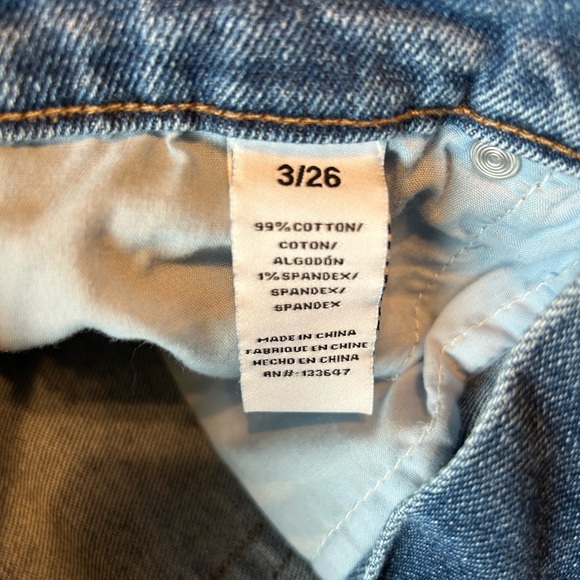 3/26
99% COTTON/
COTON/
ALGODÓN
1% SPANDEX/
SPANDEX/
SPANDEX
MADE IN CHINA
FABRIQUE EN CHINE
HECHO EN CHINA
RN#: 133647